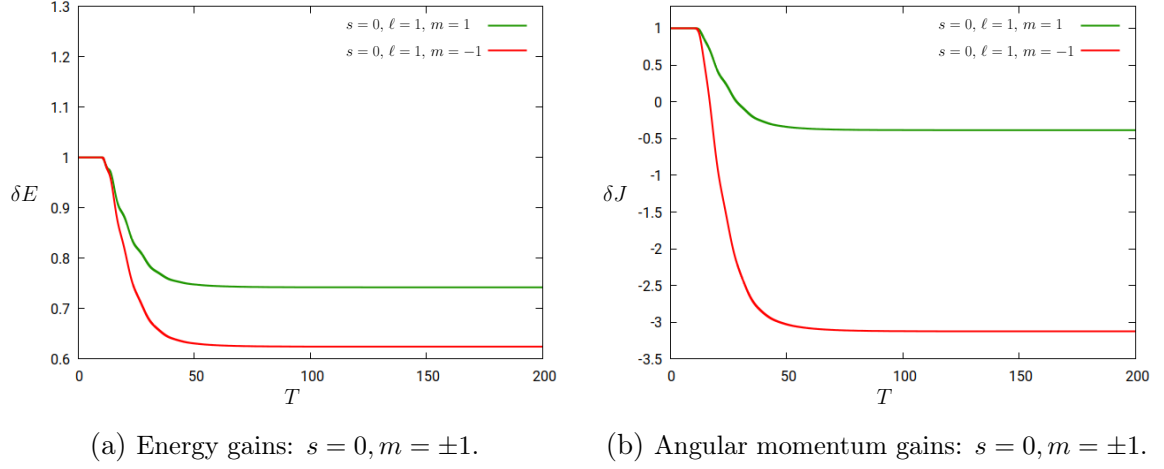 1.3
1.2
1.1
1
0.9
0.8
0.7
0.6
δE
s = 0, ℓ = 1, m = 1
s = 0, ℓ = 1, m = −1
0 50 100 150 200
T
(a) Energy gains: s = 0, m = ±1.
1
0.5
0
-0.5
-1
-1.5
-2
-2.5
-3
-3.5
δJ
s = 0, ℓ = 1, m = 1
s = 0, ℓ = 1, m = −1
0 50 100 150 200
T
(b) Angular momentum gains: s = 0, m = ±1.